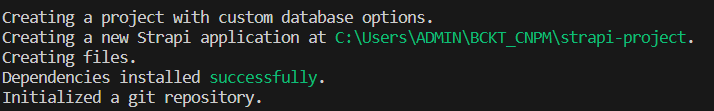 Creating a project with custom database options.
Creating a new Strapi application at C:\Users\ADMIN\BCKT_CNPM\strapi-project.
Creating files.
Dependencies installed successfully.
Initialized a git repository.